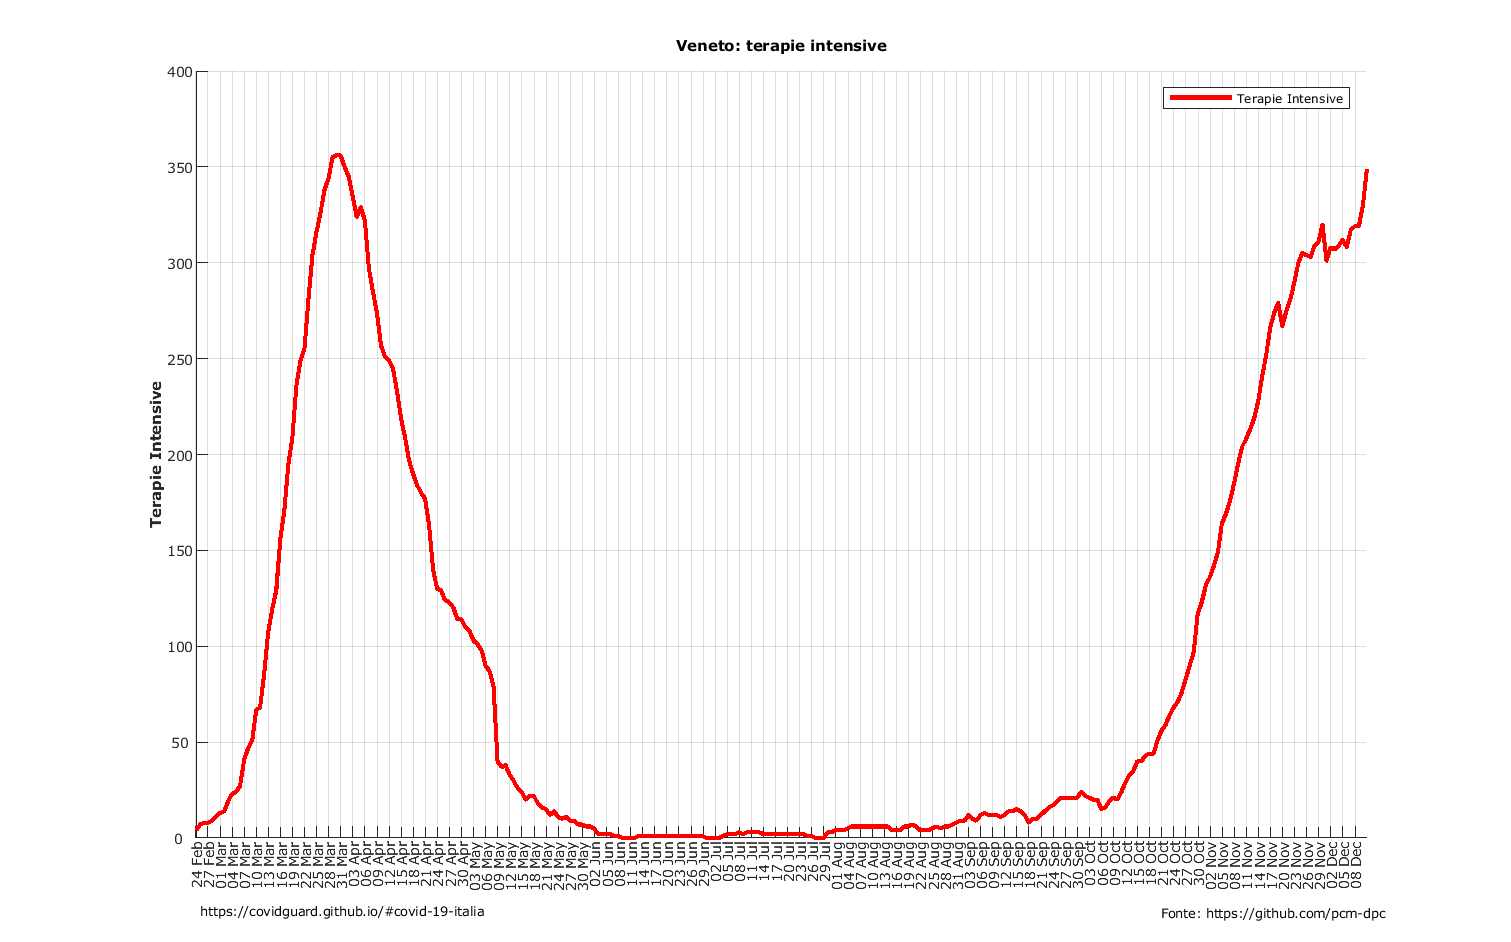 Veneto: terapie intensive
Terapie Intensive
400
350
300
250
200
150
100
50
0
Terapie Intensive
24 Feb
27 Feb
01 Mar
04 Mar
07 Mar
10 Mar
13 Mar
16 Mar
19 Mar
22 Mar
25 Mar
28 Mar
31 Mar
03 Apr
06 Apr
09 Apr
12 Apr
15 Apr
18 Apr
21 Apr
24 Apr
27 Apr
30 Apr
03 May
06 May
09 May
12 May
15 May
18 May
21 May
24 May
27 May
30 May
02 Jun
05 Jun
08 Jun
11 Jun
14 Jun
17 Jun
20 Jun
23 Jun
26 Jun
29 Jun
02 Jul
05 Jul
08 Jul
11 Jul
14 Jul
17 Jul
20 Jul
23 Jul
26 Jul
29 Jul
01 Aug
04 Aug
07 Aug
10 Aug
13 Aug
16 Aug
19 Aug
22 Aug
25 Aug
28 Aug
31 Aug
03 Sep
06 Sep
09 Sep
12 Sep
15 Sep
18 Sep
21 Sep
24 Sep
27 Sep
30 Sep
03 Oct
06 Oct
09 Oct
12 Oct
15 Oct
18 Oct
21 Oct
24 Oct
27 Oct
30 Oct
02 Nov
05 Nov
08 Nov
11 Nov
14 Nov
17 Nov
20 Nov
23 Nov
26 Nov
29 Nov
02 Dec
05 Dec
08 Dec
https://covidguard.github.io/#covid-19-italia
Fonte: https://github.com/pcm-dpc